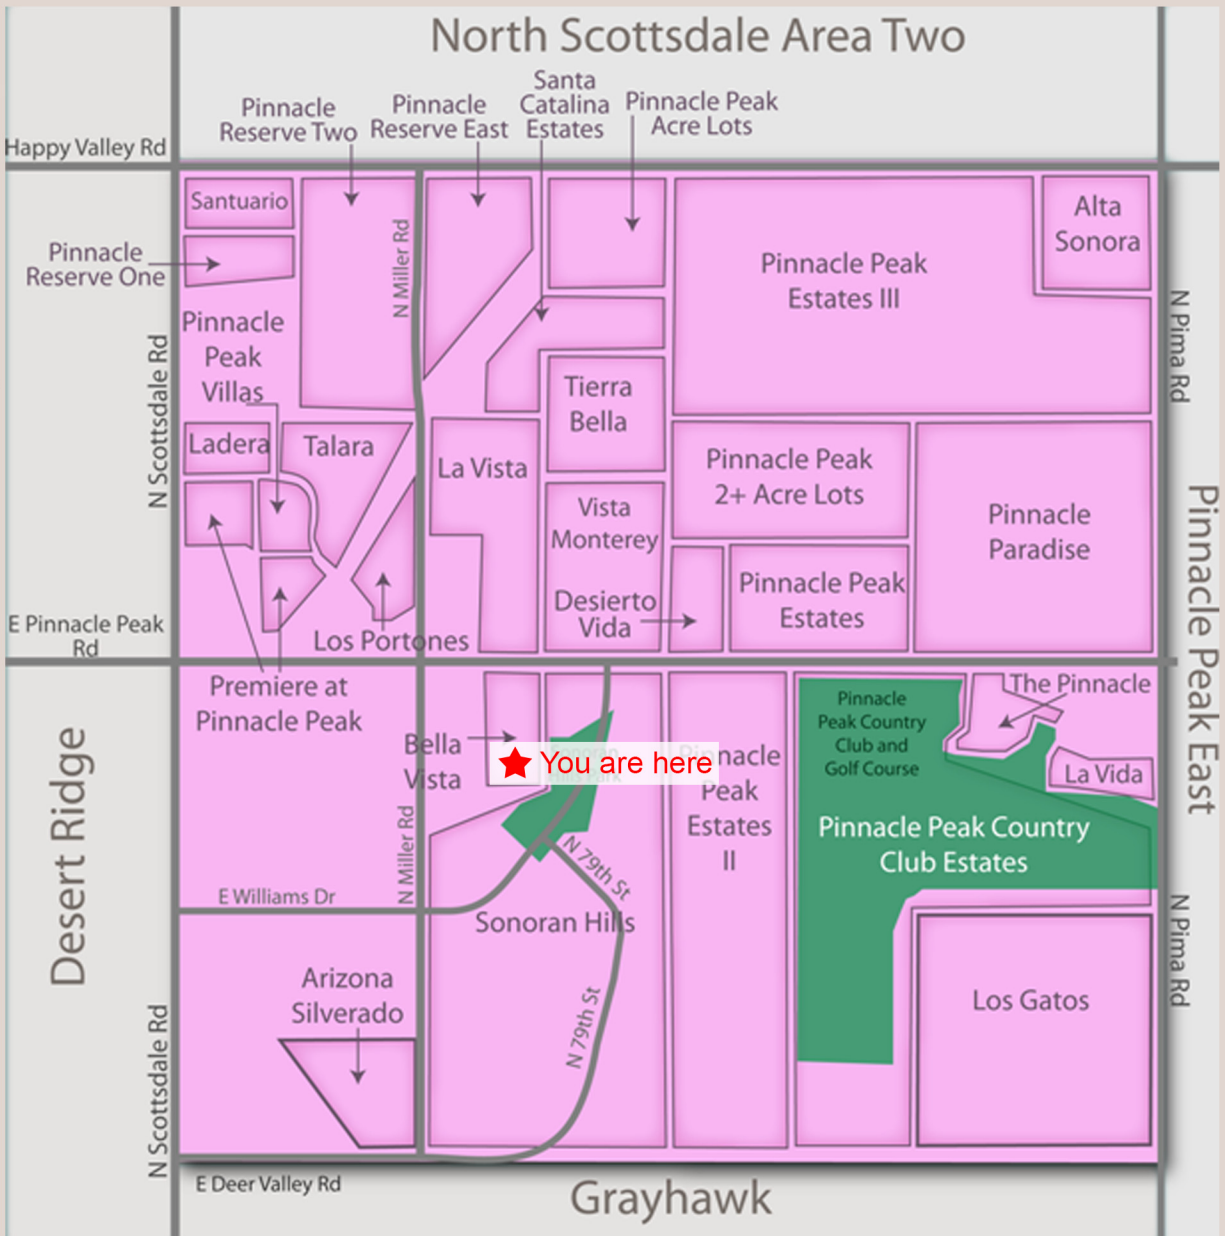 North Scottsdale Area Two
Santa
Catalina
Estates
Pinnacle
Reserve Two
Pinnacle
Reserve East
Pinnacle Peak
Acre Lots
Happy Valley Rd
Santuario
Pinnacle
Reserve One
N Miller Rd
Pinnacle Peak
Estates III
Alta
Sonora
Pinnacle
Peak
Villas
N Scottsdale Rd
N Pima Rd
Tierra
Bella
Ladera
Talara
La Vista
Pinnacle Peak
2+ Acre Lots
Vista
Monterey
Pinnacle
Paradise
Desierto
Vida
Pinnacle Peak
Estates
E Pinnacle Peak
Rd
Los Portones
Pinnacle Peak East
Premiere at
Pinnacle Peak
Desert Ridge
Bella
Vista
Sonoran
Hills Park
You are here
Pinnacle
Peak
Estates
II
Pinnacle
Peak Country
Club and
Golf Course
The Pinnacle
La Vida
Pinnacle Peak Country
Club Estates
N Miller Rd
N 79th St
E Williams Dr
Sonoran Hills
N Pima Rd
Arizona
Silverado
N 79th St
Los Gatos
N Scottsdale Rd
E Deer Valley Rd
Grayhawk